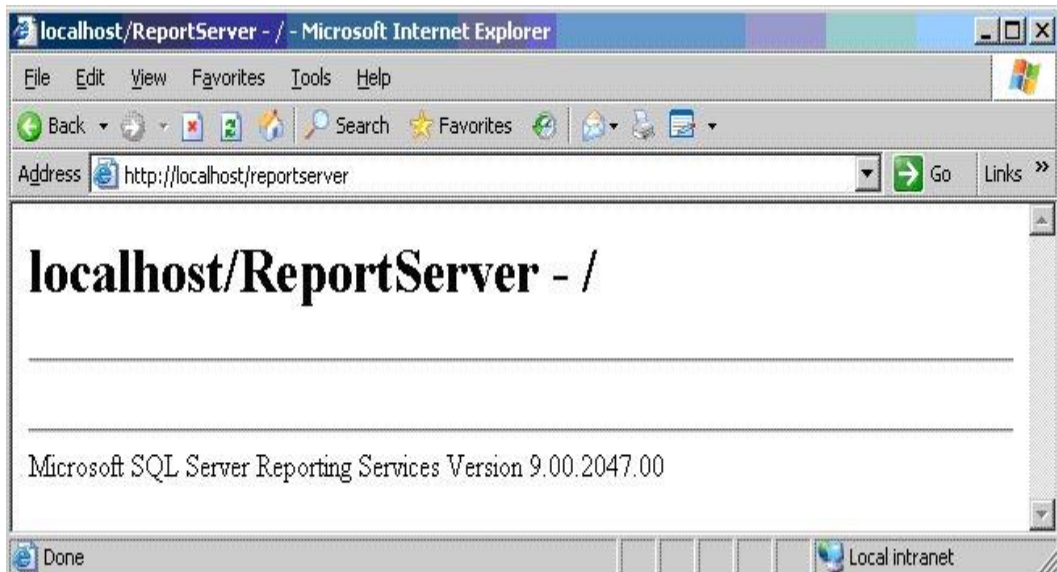 localhost/ReportServer - / - Microsoft Internet Explorer
File Edit View Favorites Tools Help
Back Search Favorites
Address http://localhost/reportserver Go Links »
localhost/ReportServer - /
Microsoft SQL Server Reporting Services Version 9.00.2047.00
Done Local intranet